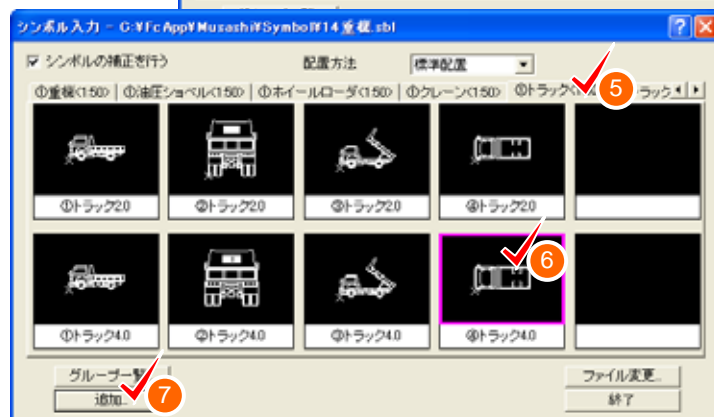 シンボル入力 - C:¥FcApp¥Musashi¥Symbol¥14重機.sbl
シンボルの補正を行う 配置方法 標準配置
①重機<1:50> ①油圧ショベル<1:50> ①ホイールローダ<1:50> ①クレーン<1:50> ①トラック 5 ラック
①トラック2.0 ②トラック2.0 ③トラック2.0 ④トラック2.0
6
①トラック4.0 ②トラック4.0 ③トラック4.0 ④トラック4.0
グループ一覧 ファイル変更...
追加... 7 終了